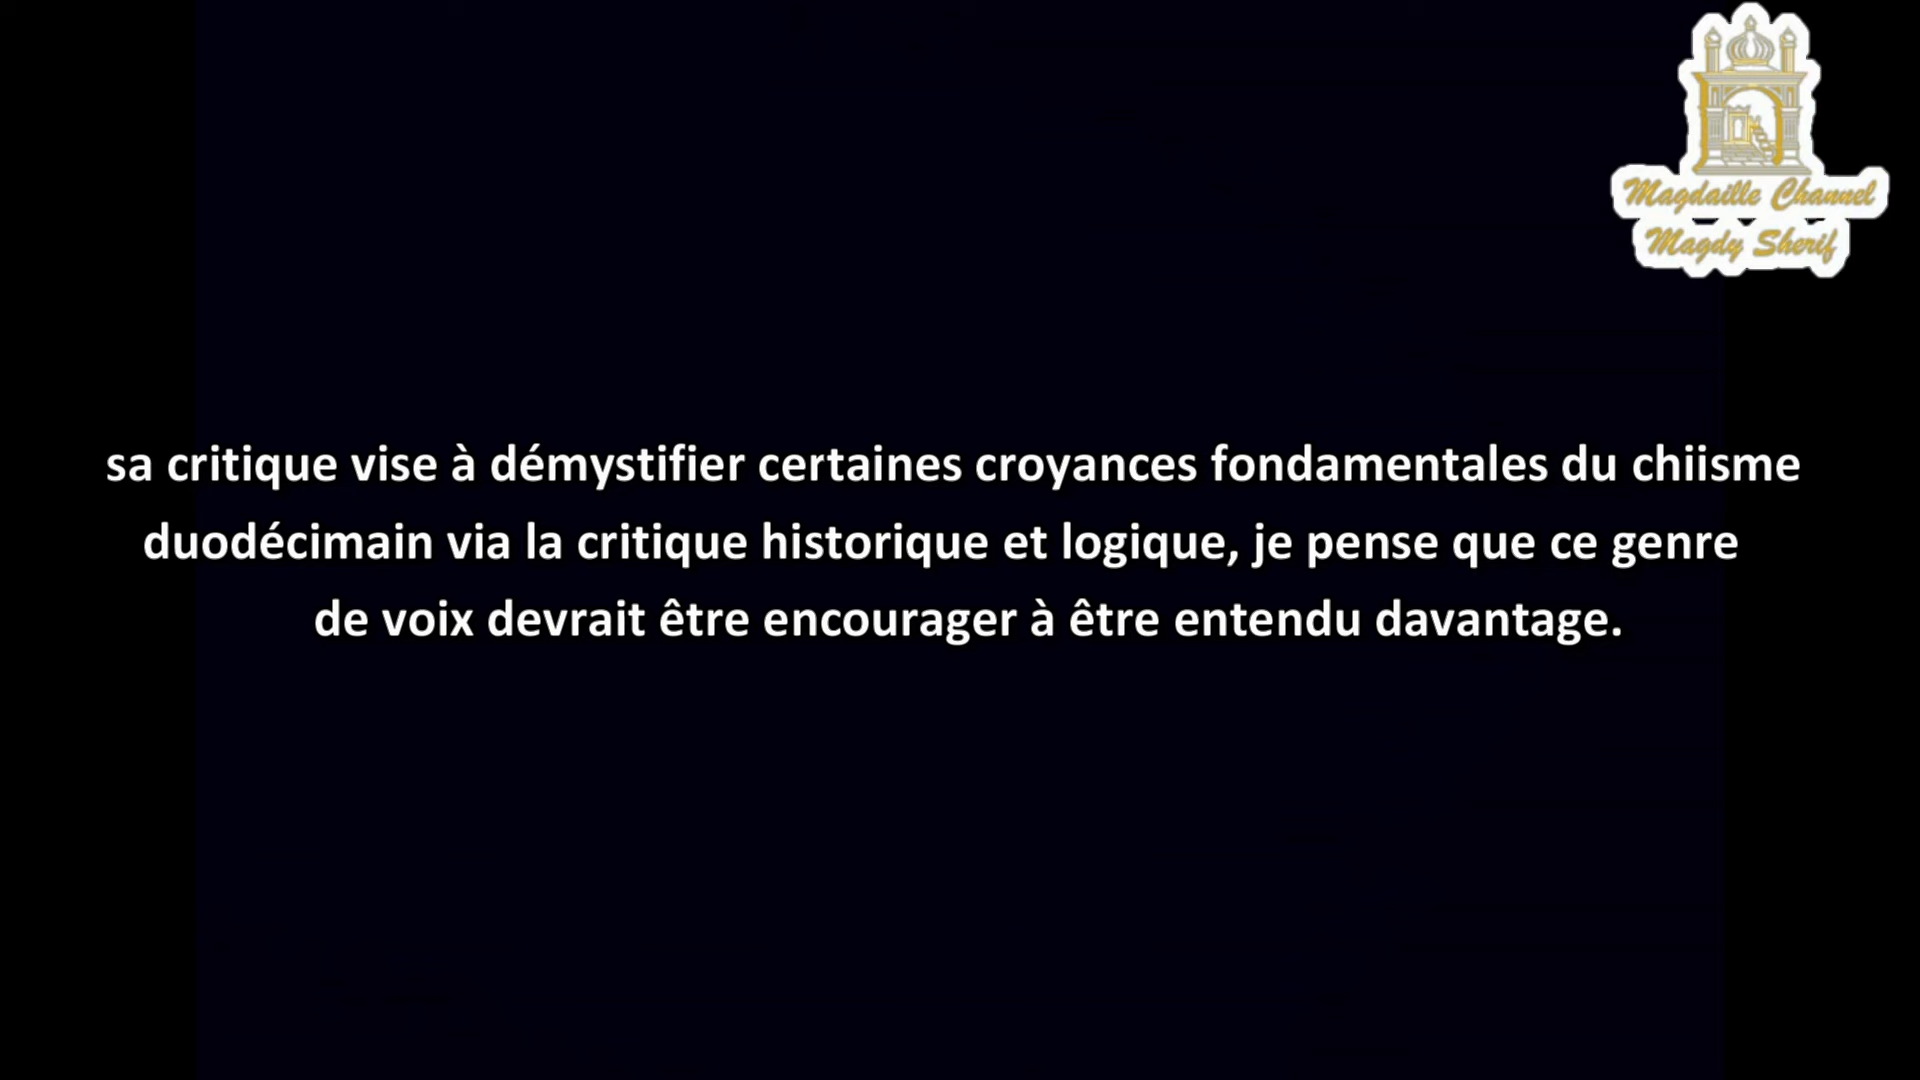 Magdaille Channel
Magdy Sherif
sa critique vise à démystifier certaines croyances fondamentales du chiisme
duodécimain via la critique historique et logique, je pense que ce genre
de voix devrait être encourager à être entendu davantage.